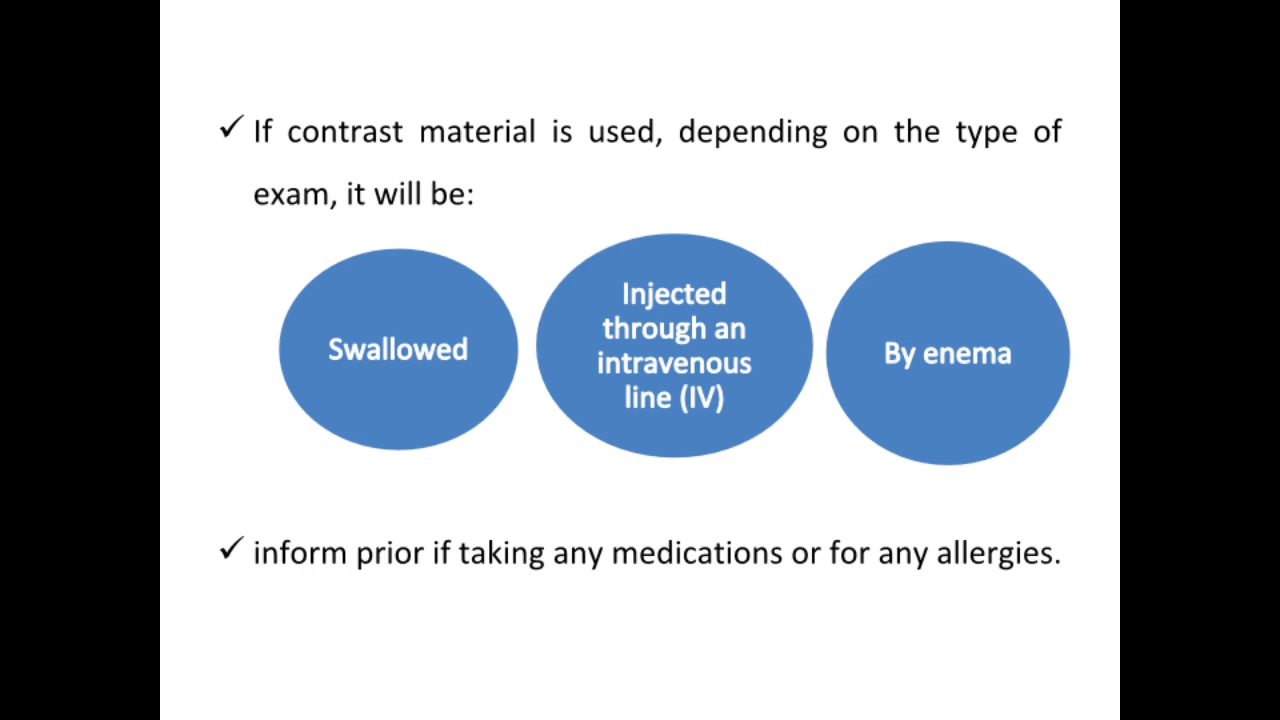 ✓ If contrast material is used, depending on the type of
exam, it will be:
Swallowed
Injected
through an
intravenous
line (IV)
By enema
✓ inform prior if taking any medications or for any allergies.